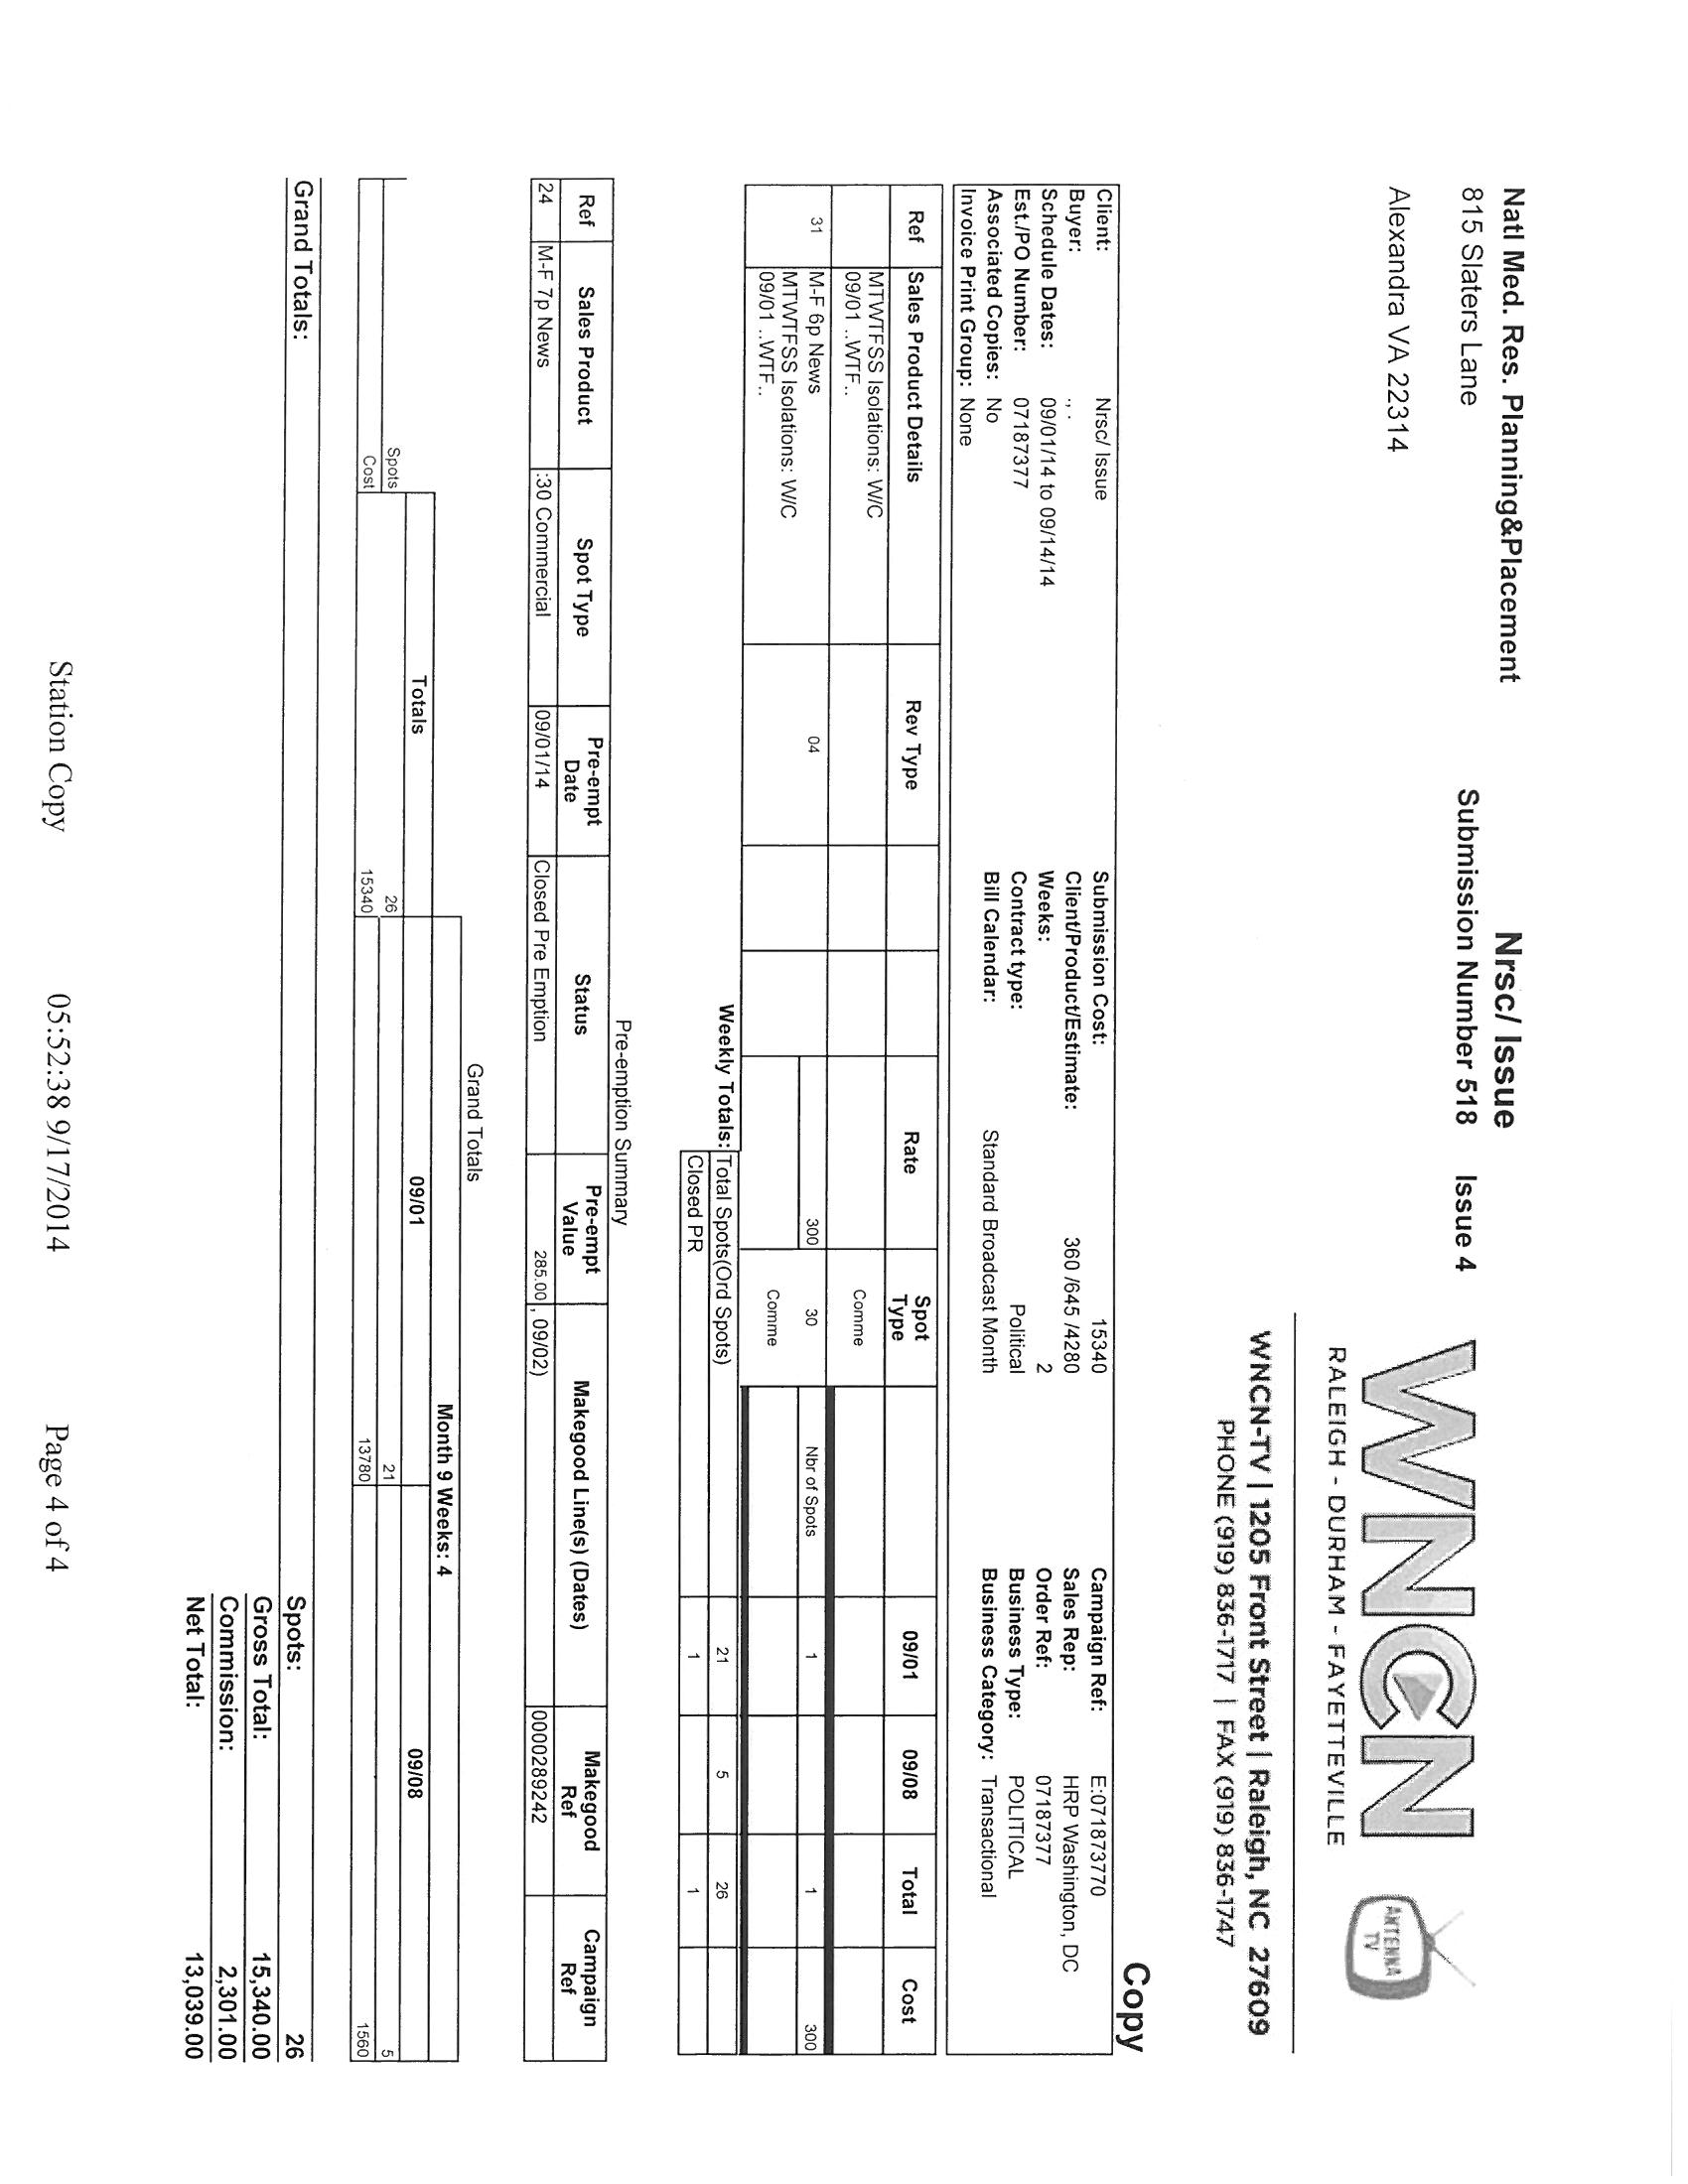 Natl Med. Res. Planning&Placement
815 Slaters Lane
Alexandra VA 22314
Nrsc/ Issue
Submission Number 518 Issue 4
WNCN
RALEIGH - DURHAM - FAYETTEVILLE
ANTENNA TV
WNCN-TV | 1205 Front Street | Raleigh, NC 27609
PHONE (919) 836-1717 | FAX (919) 836-1747
Copy
Client: Nrsc/ Issue Submission Cost: 15340 Campaign Ref: E:071873770
Buyer: , . Client/Product/Estimate: 360 /645 /4280 Sales Rep: HRP Washington, DC
Schedule Dates: 09/01/14 to 09/14/14 Weeks: 2 Order Ref: 07187377
Est./PO Number: 07187377 Contract type: Political Business Type: POLITICAL
Associated Copies: No Bill Calendar: Standard Broadcast Month Business Category: Transactional
Invoice Print Group: None
Ref Sales Product Details Rev Type Rate Spot Type 09/01 09/08 Total Cost
MTWTFSS Isolations: W/C Comme
09/01 ..WTF..
31 M-F 6p News 04 300 30 Nbr of Spots 1 1 300
MTWTFSS Isolations: W/C Comme
09/01 ..WTF..
Weekly Totals: Total Spots(Ord Spots) 21 5 26
Closed PR 1 1
Pre-emption Summary
Ref Sales Product Spot Type Pre-empt Date Status Pre-empt Value Makegood Line(s) (Dates) Makegood Ref Campaign Ref
24 M-F 7p News :30 Commercial 09/01/14 Closed Pre Emption 285.00 , 09/02) 0000289242
Grand Totals
Month 9 Weeks: 4
Totals 09/01 09/08
Spots 26 21 5
Cost 15340 13780 1560
Grand Totals: Spots: 26
Gross Total: 15,340.00
Commission: 2,301.00
Net Total: 13,039.00
Station Copy 05:52:38 9/17/2014 Page 4 of 4